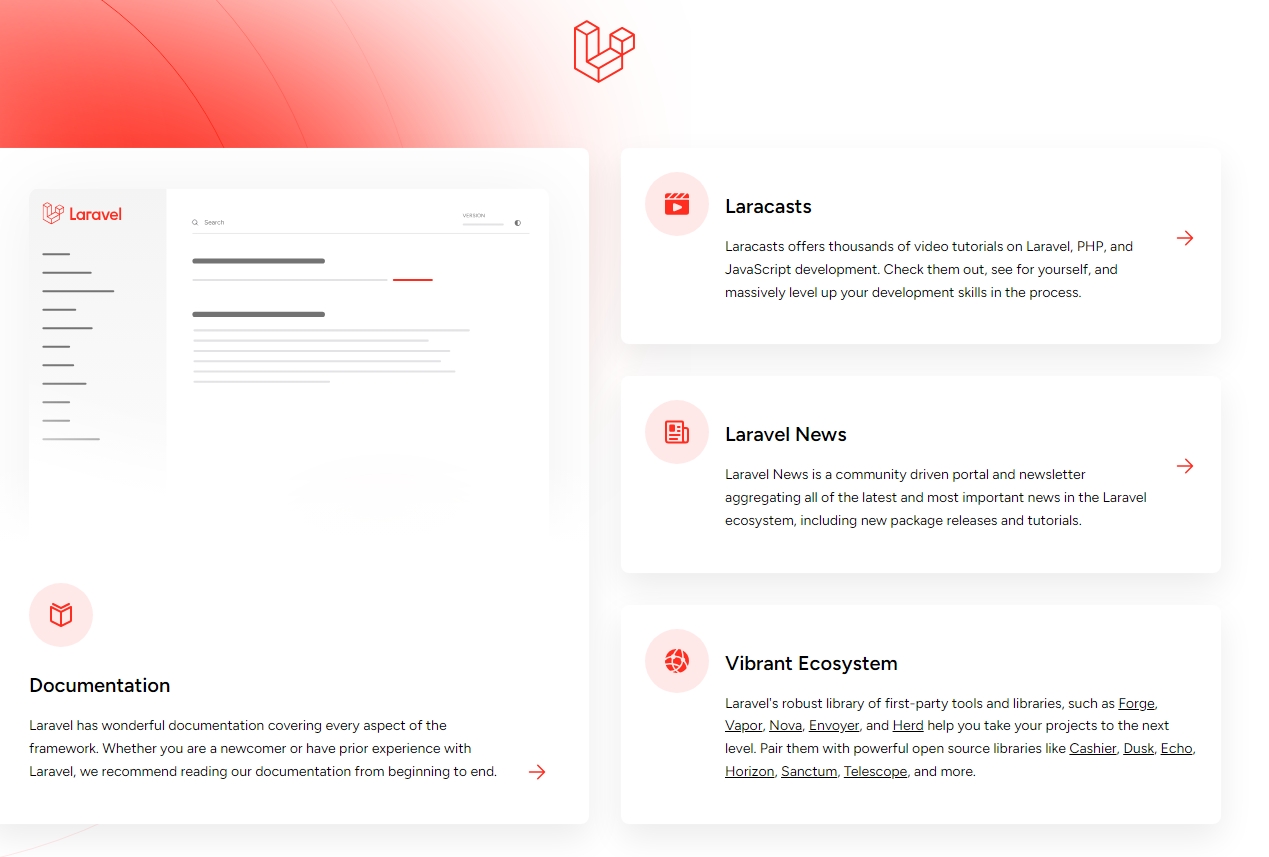 Laravel
Search
VERSION
Documentation
Laravel has wonderful documentation covering every aspect of the
framework. Whether you are a newcomer or have prior experience with
Laravel, we recommend reading our documentation from beginning to end.
Laracasts
Laracasts offers thousands of video tutorials on Laravel, PHP, and
JavaScript development. Check them out, see for yourself, and
massively level up your development skills in the process.
Laravel News
Laravel News is a community driven portal and newsletter
aggregating all of the latest and most important news in the Laravel
ecosystem, including new package releases and tutorials.
Vibrant Ecosystem
Laravel's robust library of first-party tools and libraries, such as Forge,
Vapor, Nova, Envoyer, and Herd help you take your projects to the next
level. Pair them with powerful open source libraries like Cashier, Dusk, Echo,
Horizon, Sanctum, Telescope, and more.